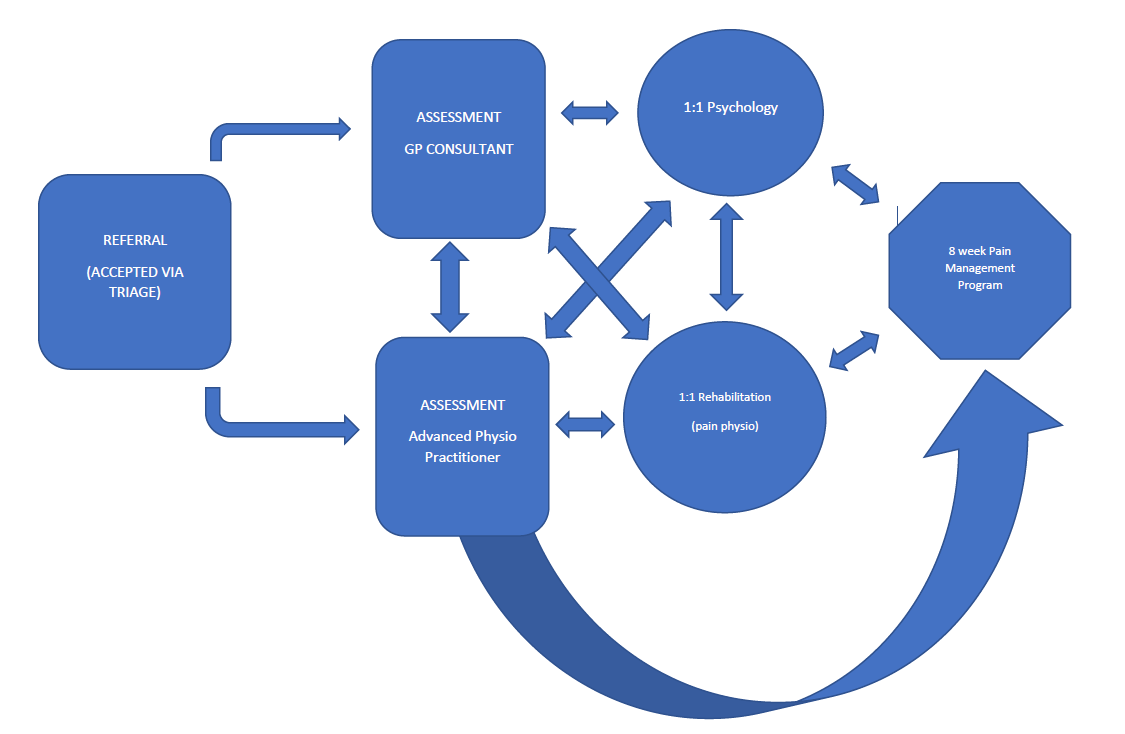 REFERRAL
(ACCEPTED VIA
TRIAGE)
ASSESSMENT
GP CONSULTANT
ASSESSMENT
Advanced Physio
Practitioner
1:1 Psychology
1:1 Rehabilitation
(pain physio)
8 week Pain
Management
Program